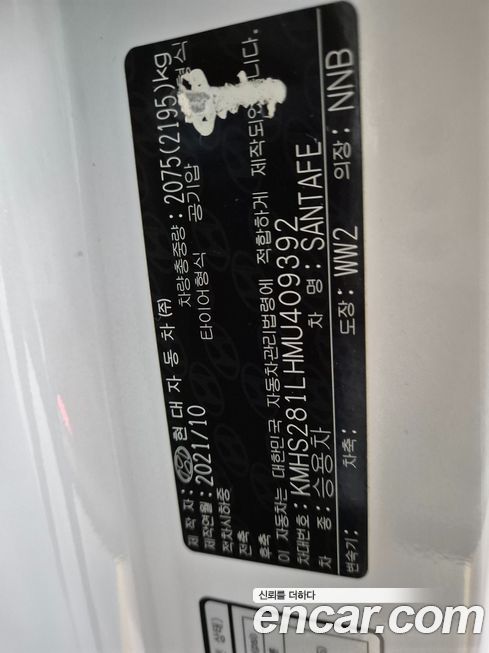 제 작 자: 현 대 자 동 차 ㈜
제작연월: 2021/10 차량총중량: 2075(2195)kg
적차시하중 타이어형식 공기압 형식
전축
후축
이 자동차는 대한민국 자동차관리법령에 적합하게 제작되었습니다.
차대번호: KMHS281LHMU409392
차 종: 승용차 차 명: SANTAFE
변속기: 차축: 도장: WW2 의장: NNB
신뢰를 더하다
encar.com